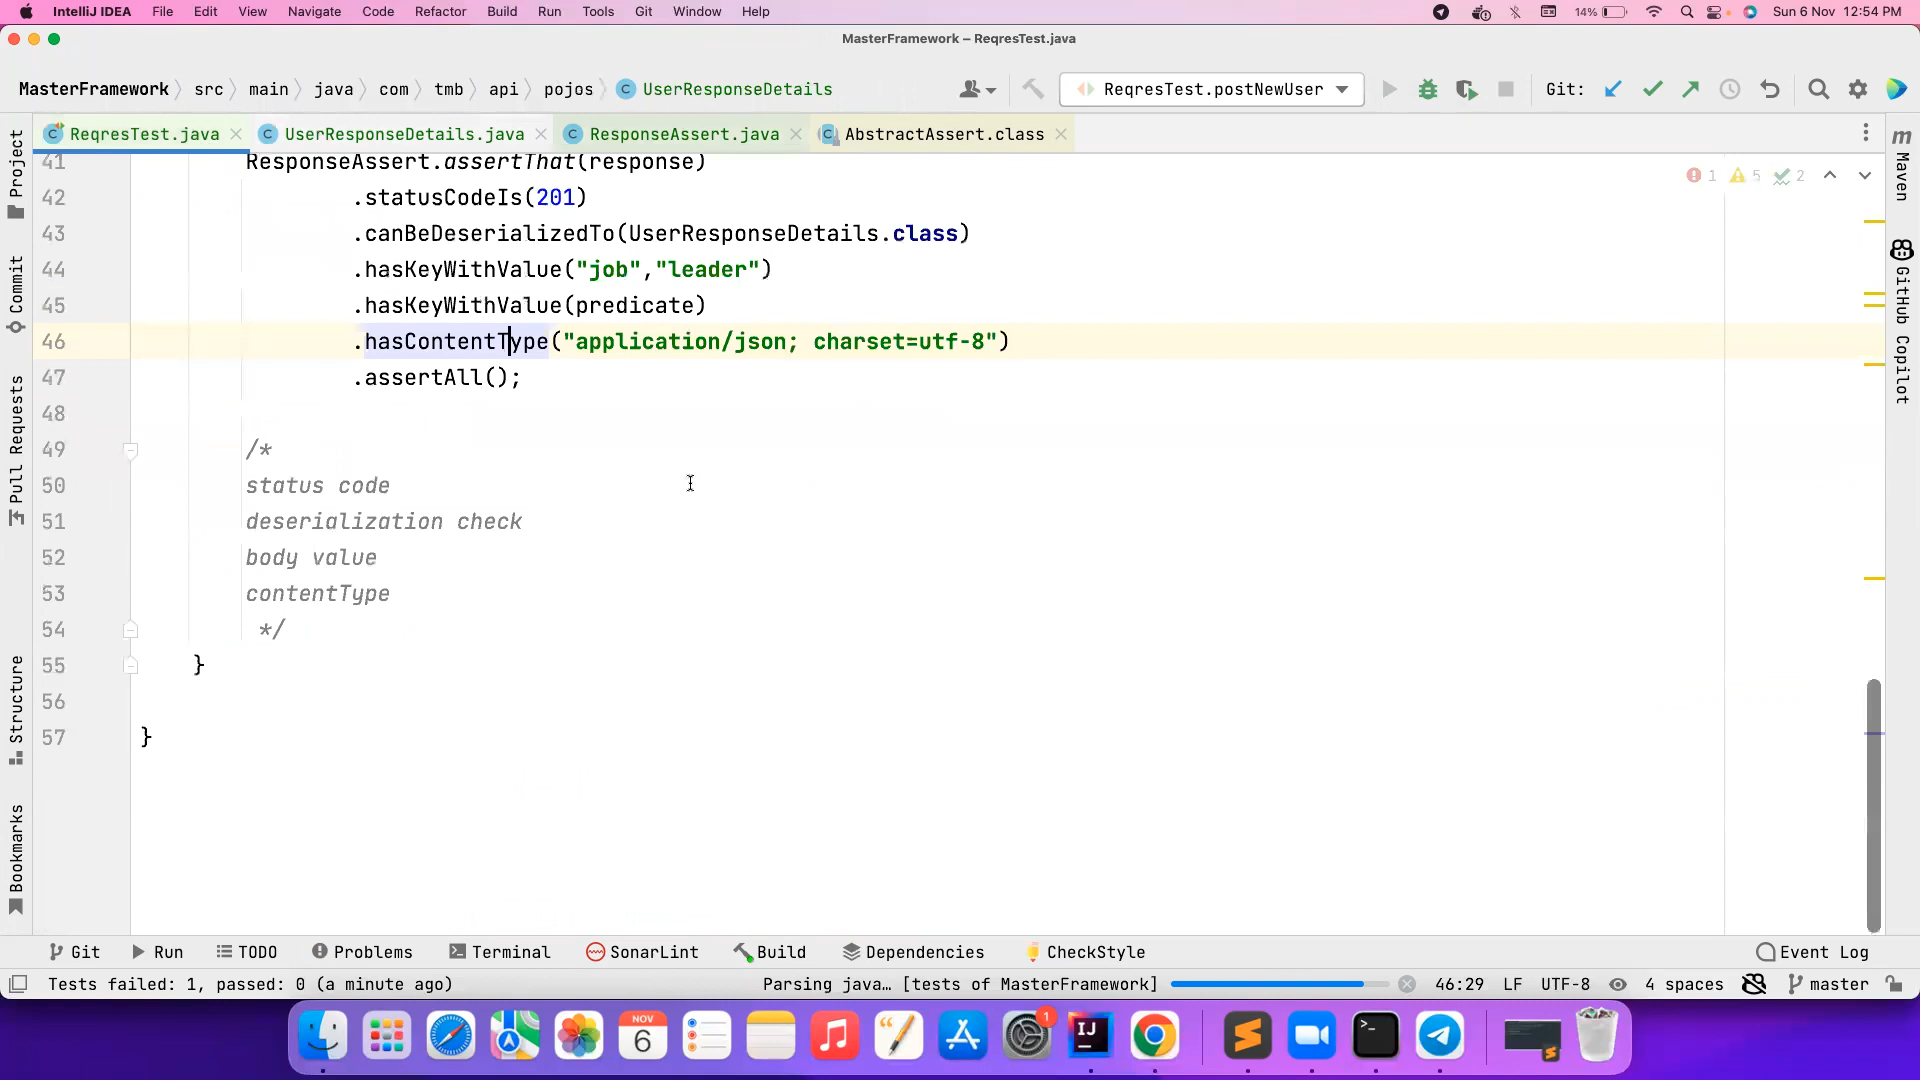 IntelliJ IDEA File Edit View Navigate Code Refactor Build Run Tools Git Window Help 14% Sun 6 Nov 12:54 PM
MasterFramework – ReqresTest.java
MasterFramework src main java com tmb api pojos UserResponseDetails ReqresTest.postNewUser Git:
ReqresTest.java UserResponseDetails.java ResponseAssert.java AbstractAssert.class
41 ResponseAssert.assertThat(response)
1 5 2
42 .statusCodeIs(201)
43 .canBeDeserializedTo(UserResponseDetails.class)
44 .hasKeyWithValue("job","leader")
45 .hasKeyWithValue(predicate)
46 .hasContentType("application/json; charset=utf-8")
47 .assertAll();
48
49 /*
50 status code
51 deserialization check
52 body value
53 contentType
54 */
55 }
56
57 }
Project
Commit
Pull Requests
Structure
Bookmarks
m
Maven
GitHub Copilot
Git Run TODO Problems Terminal SonarLint Build Dependencies CheckStyle Event Log
Tests failed: 1, passed: 0 (a minute ago) Parsing java… [tests of MasterFramework] 46:29 LF UTF-8 4 spaces master
NOV
6
1
IJ